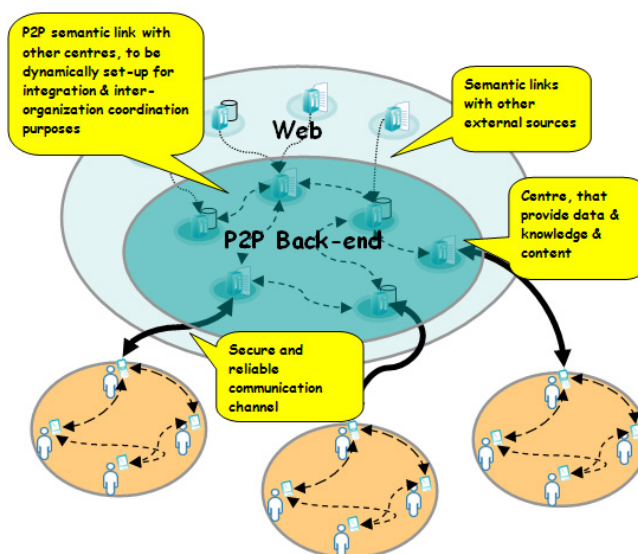 P2P semantic link with
other centres, to be
dynamically set-up for
integration & inter-
organization coordination
purposes
Semantic links
with other
external sources
Web
Centre, that
provide data &
knowledge &
content
P2P Back-end
Secure and
reliable
communication
channel